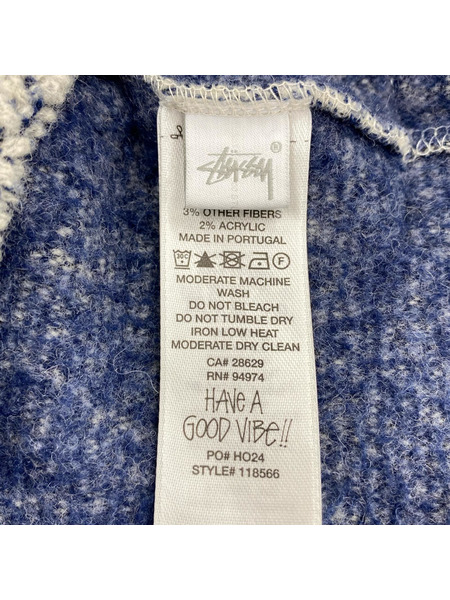 STÜSSY ®
3% OTHER FIBERS
2% ACRYLIC
MADE IN PORTUGAL
30° F
MODERATE MACHINE
WASH
DO NOT BLEACH
DO NOT TUMBLE DRY
IRON LOW HEAT
MODERATE DRY CLEAN
CA# 28629
RN# 94974
HAVE A
GOOD VIBE!!
PO# HO24
STYLE# 118566